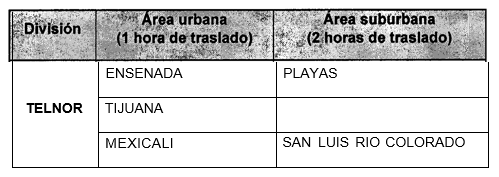 División
Área urbana
(1 hora de traslado)
Área suburbana
(2 horas de traslado)
TELNOR
ENSENADA
PLAYAS
TIJUANA
MEXICALI
SAN LUIS RIO COLORADO